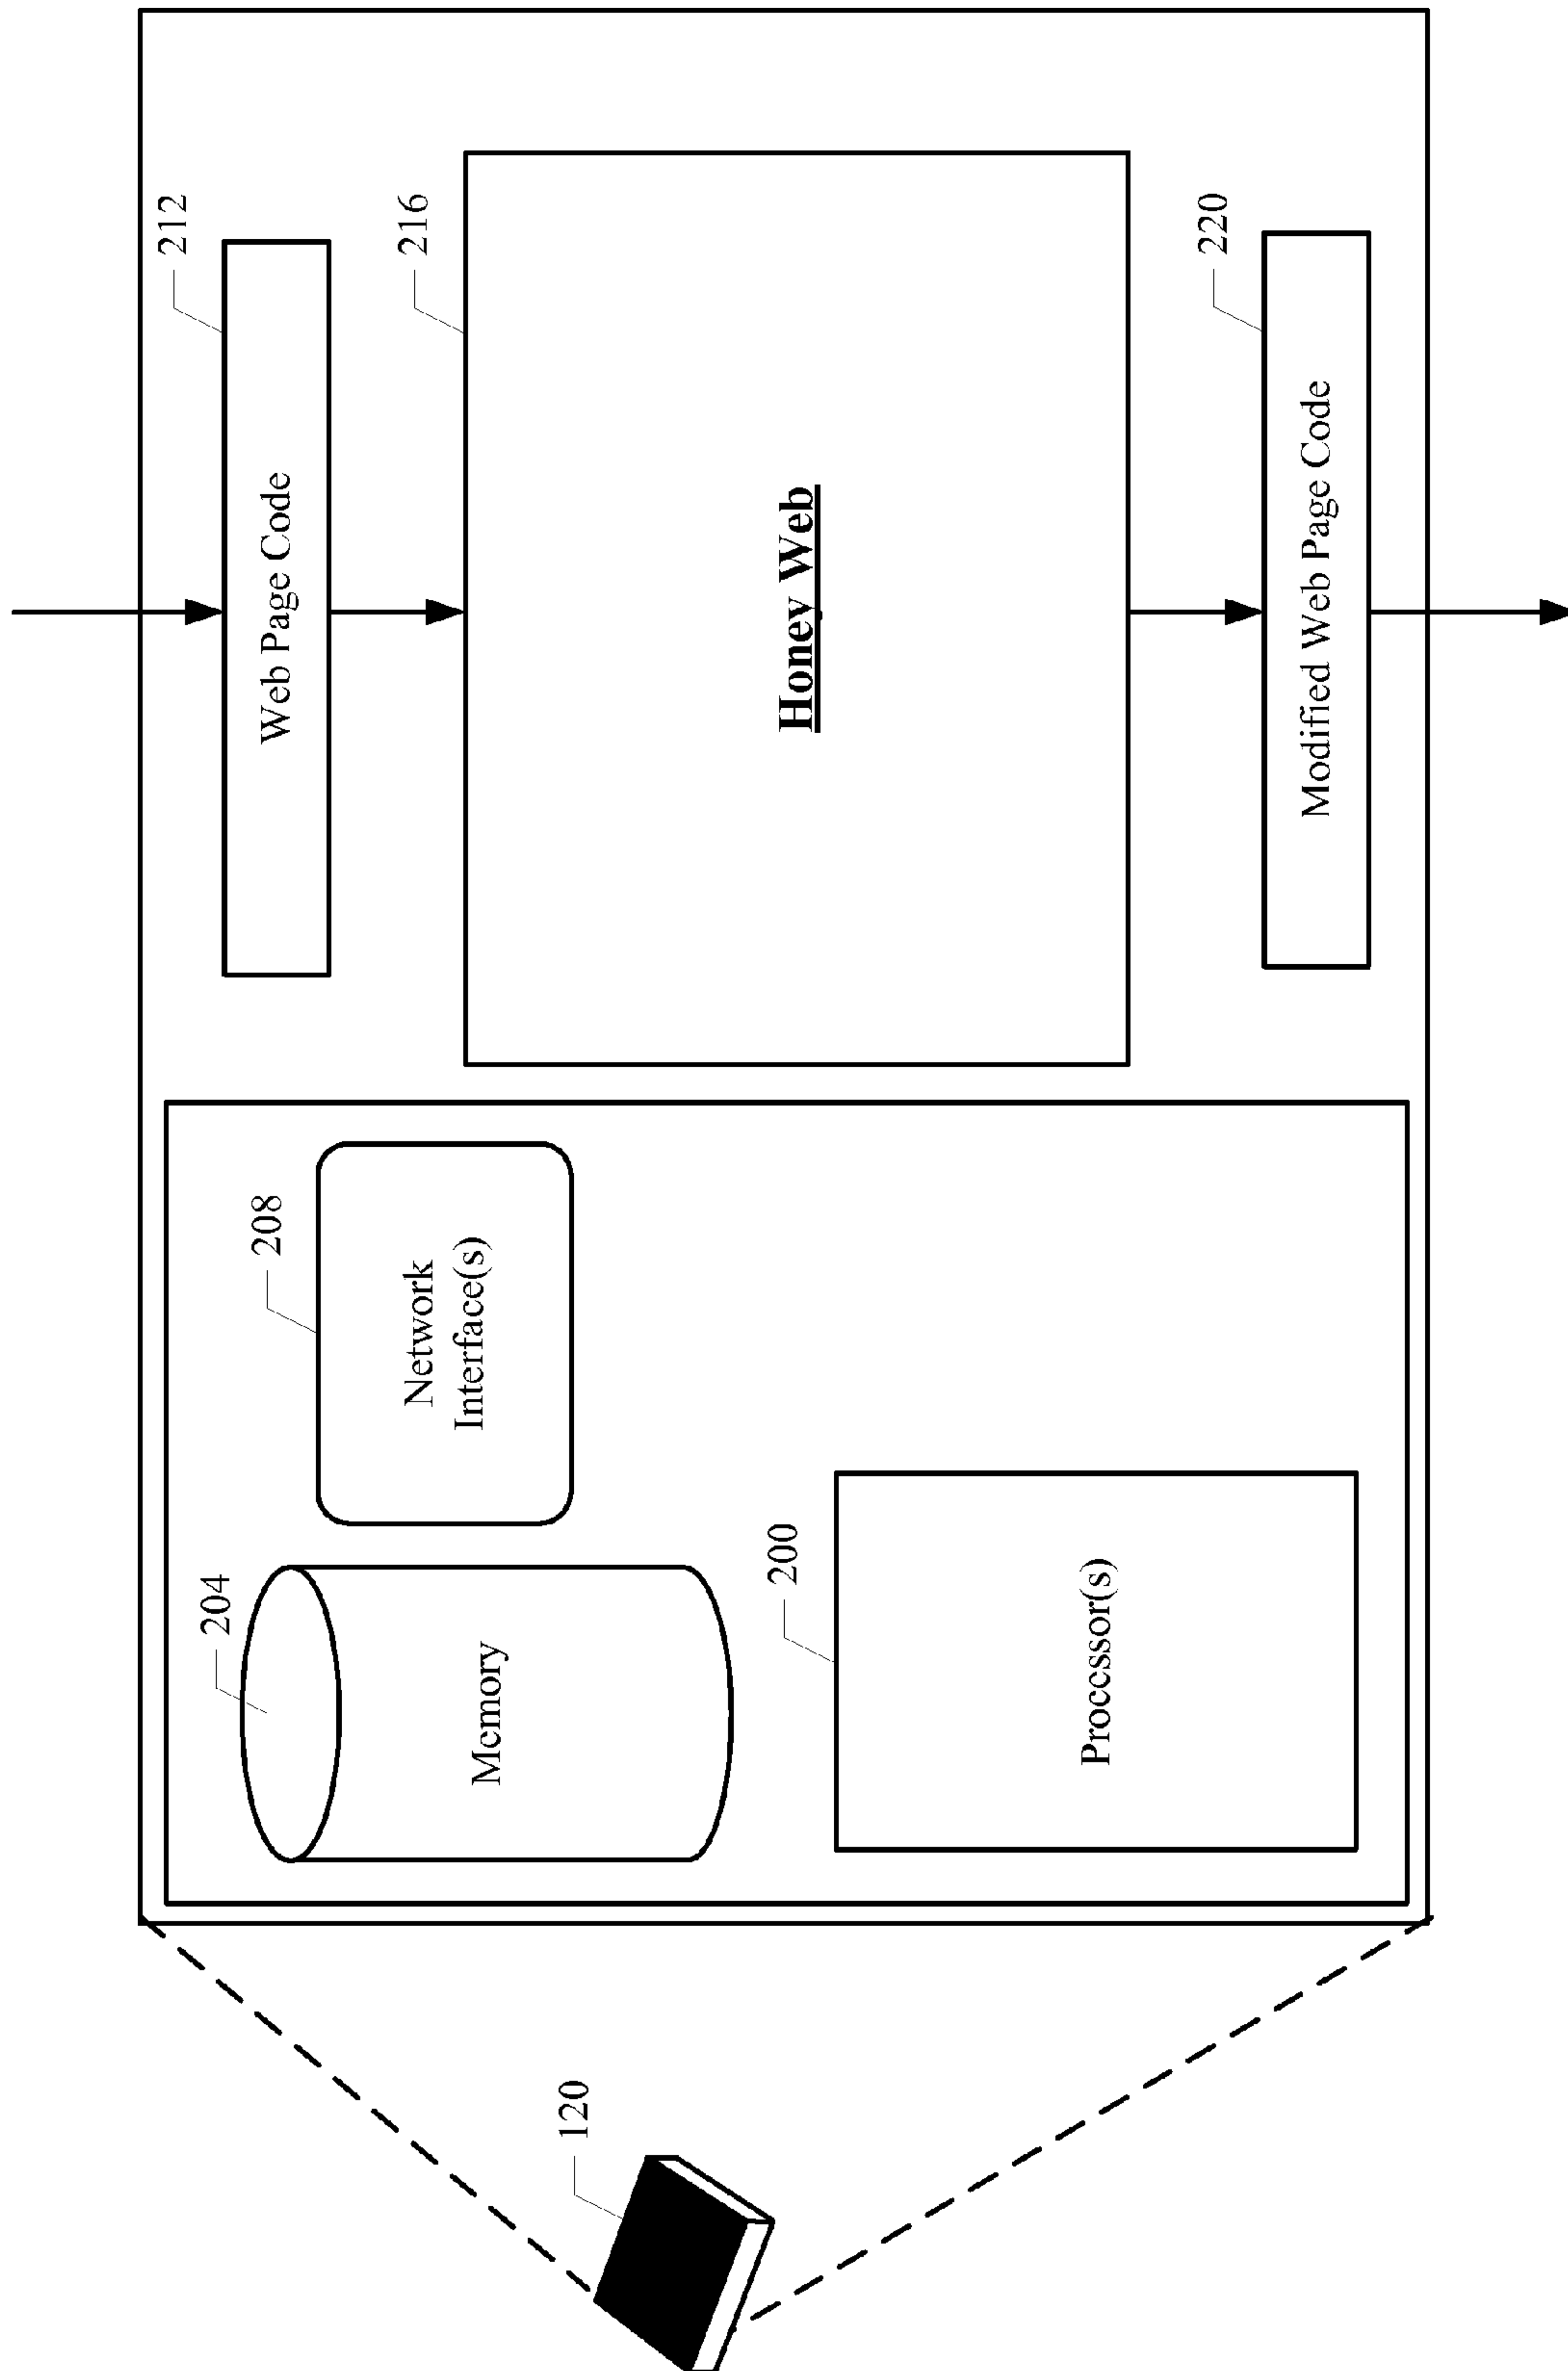 120
204
Memory
208
Network
Interface(s)
200
Processor(s)
212
Web Page Code
216
Honey Web
220
Modified Web Page Code